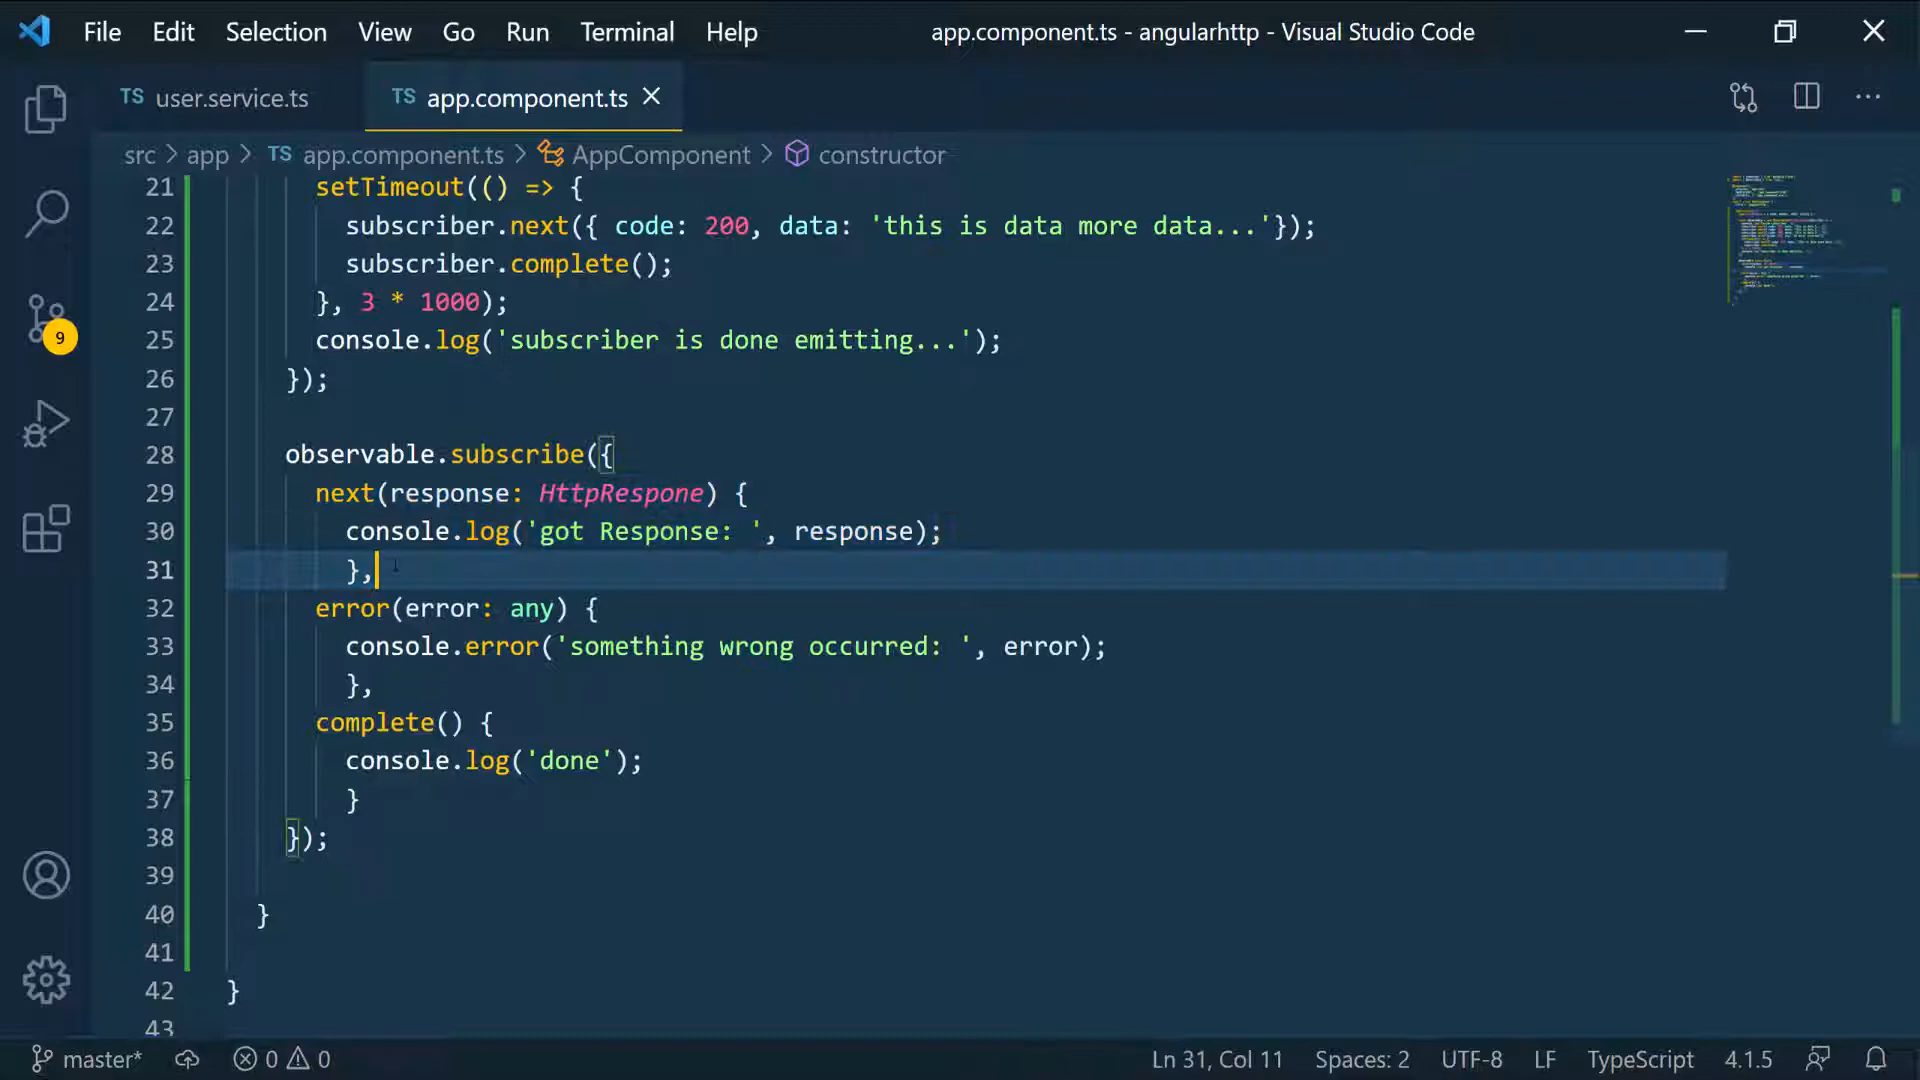 File Edit Selection View Go Run Terminal Help app.component.ts - angularhttp - Visual Studio Code
TS user.service.ts TS app.component.ts
src > app > TS app.component.ts > AppComponent > constructor
21 setTimeout(() => {
22 subscriber.next({ code: 200, data: 'this is data more data...'});
23 subscriber.complete();
24 }, 3 * 1000);
25 console.log('subscriber is done emitting...');
26 });
27
28 observable.subscribe({
29 next(response: HttpRespone) {
30 console.log('got Response: ', response);
31 },
32 error(error: any) {
33 console.error('something wrong occurred: ', error);
34 },
35 complete() {
36 console.log('done');
37 }
38 });
39
40 }
41
42 }
43
9
master* 0 0 Ln 31, Col 11 Spaces: 2 UTF-8 LF TypeScript 4.1.5